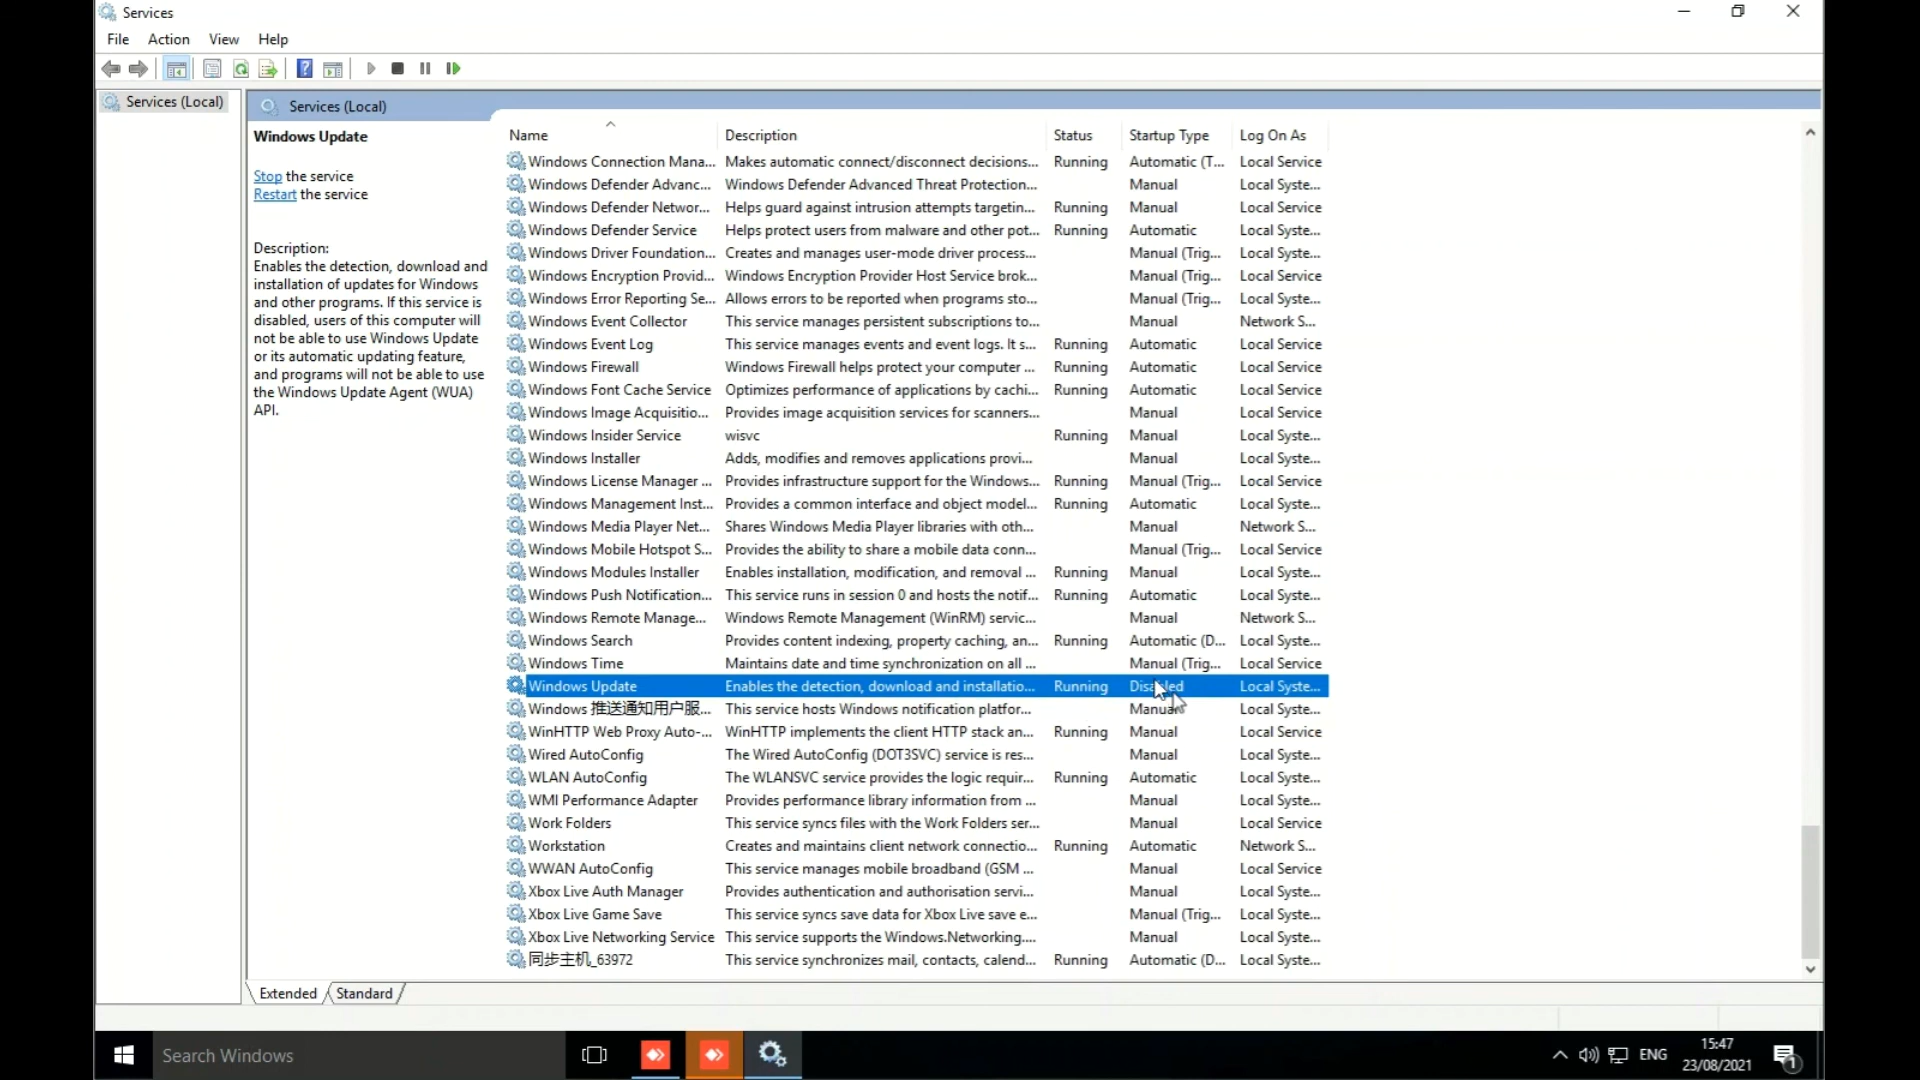 Services
File Action View Help
Services (Local)
Services (Local)
Windows Update
Stop the service
Restart the service
Description:
Enables the detection, download and
installation of updates for Windows
and other programs. If this service is
disabled, users of this computer will
not be able to use Windows Update
or its automatic updating feature,
and programs will not be able to use
the Windows Update Agent (WUA)
API.
Name Description Status Startup Type Log On As
Windows Connection Mana... Makes automatic connect/disconnect decisions... Running Automatic (T... Local Service
Windows Defender Advanc... Windows Defender Advanced Threat Protection... Manual Local Syste...
Windows Defender Networ... Helps guard against intrusion attempts targetin... Running Manual Local Service
Windows Defender Service Helps protect users from malware and other pot... Running Automatic Local Syste...
Windows Driver Foundation... Creates and manages user-mode driver process... Manual (Trig... Local Syste...
Windows Encryption Provid... Windows Encryption Provider Host Service brok... Manual (Trig... Local Service
Windows Error Reporting Se... Allows errors to be reported when programs sto... Manual (Trig... Local Syste...
Windows Event Collector This service manages persistent subscriptions to... Manual Network S...
Windows Event Log This service manages events and event logs. It s... Running Automatic Local Service
Windows Firewall Windows Firewall helps protect your computer ... Running Automatic Local Service
Windows Font Cache Service Optimizes performance of applications by cachi... Running Automatic Local Service
Windows Image Acquisitio... Provides image acquisition services for scanners... Manual Local Service
Windows Insider Service wisvc Running Manual Local Syste...
Windows Installer Adds, modifies and removes applications provi... Manual Local Syste...
Windows License Manager ... Provides infrastructure support for the Windows... Running Manual (Trig... Local Service
Windows Management Inst... Provides a common interface and object model... Running Automatic Local Syste...
Windows Media Player Net... Shares Windows Media Player libraries with oth... Manual Network S...
Windows Mobile Hotspot S... Provides the ability to share a mobile data conn... Manual (Trig... Local Service
Windows Modules Installer Enables installation, modification, and removal ... Running Manual Local Syste...
Windows Push Notification... This service runs in session 0 and hosts the notif... Running Automatic Local Syste...
Windows Remote Manage... Windows Remote Management (WinRM) servic... Manual Network S...
Windows Search Provides content indexing, property caching, an... Running Automatic (D... Local Syste...
Windows Time Maintains date and time synchronization on all ... Manual (Trig... Local Service
Windows Update Enables the detection, download and installatio... Running Disabled Local Syste...
Windows 推送通知用户服... This service hosts Windows notification platfor... Manual Local Syste...
WinHTTP Web Proxy Auto-... WinHTTP implements the client HTTP stack an... Running Manual Local Service
Wired AutoConfig The Wired AutoConfig (DOT3SVC) service is res... Manual Local Syste...
WLAN AutoConfig The WLANSVC service provides the logic requir... Running Automatic Local Syste...
WMI Performance Adapter Provides performance library information from ... Manual Local Syste...
Work Folders This service syncs files with the Work Folders ser... Manual Local Service
Workstation Creates and maintains client network connectio... Running Automatic Network S...
WWAN AutoConfig This service manages mobile broadband (GSM ... Manual Local Service
Xbox Live Auth Manager Provides authentication and authorisation servi... Manual Local Syste...
Xbox Live Game Save This service syncs save data for Xbox Live save e... Manual (Trig... Local Syste...
Xbox Live Networking Service This service supports the Windows.Networking.... Manual Local Syste...
同步主机_63972 This service synchronizes mail, contacts, calend... Running Automatic (D... Local Syste...
Extended Standard
Search Windows
ENG
15:47
23/08/2021
1